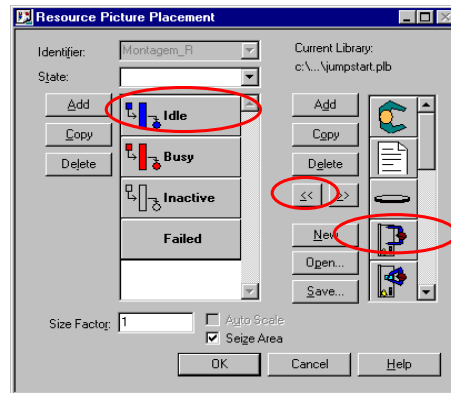 Resource Picture Placement
Identifier: Montagem_R
State:
Add
Copy
Delete
Idle
Busy
Inactive
Failed
Current Library:
c:\...\jumpstart.plb
Add
Copy
Delete
<< >>
New
Open...
Save...
Size Factor: 1
Auto Scale
Seize Area
OK Cancel Help